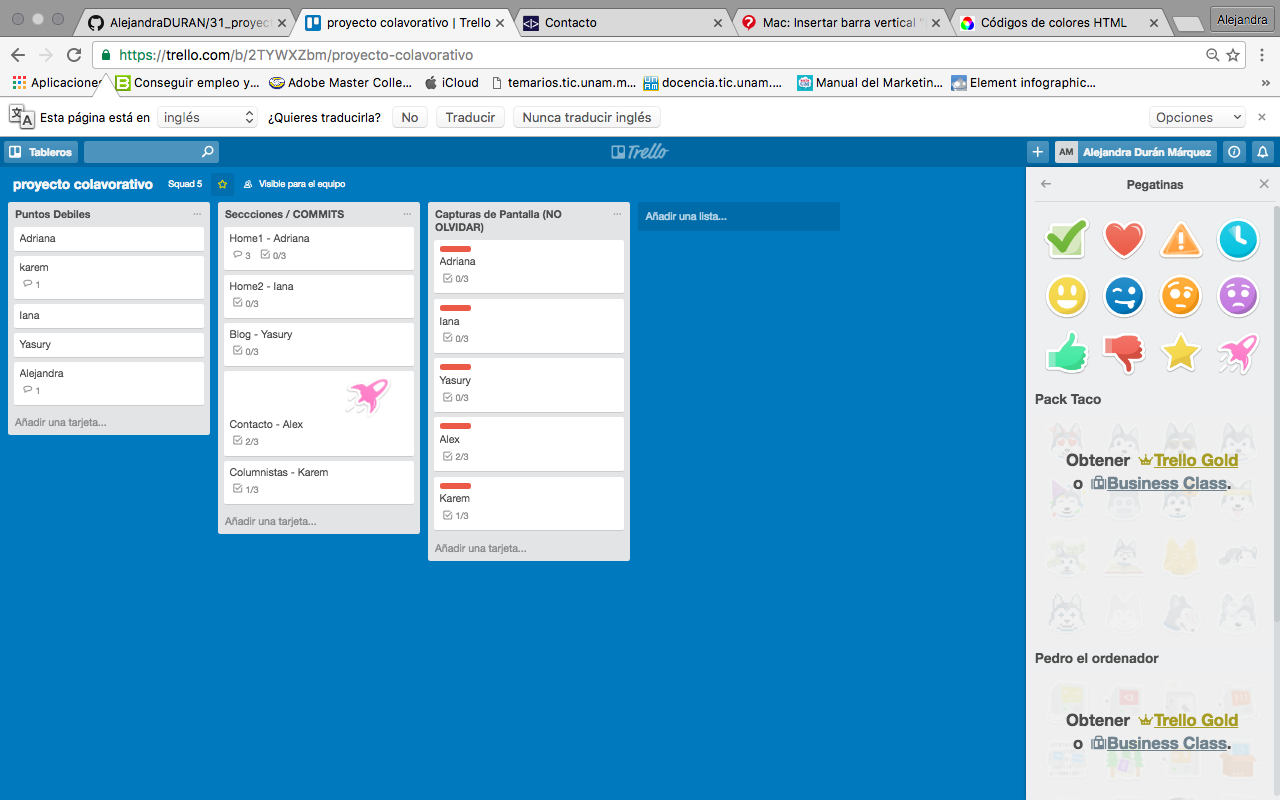 AlejandraDURAN/31_proyect
proyecto colavorativo | Trello
Contacto
Mac: Insertar barra vertical "
Códigos de colores HTML
Alejandra
https://trello.com/b/2TYWXZbm/proyecto-colavorativo
Aplicaciones
Conseguir empleo y...
Adobe Master Colle...
iCloud
temarios.tic.unam.m...
docencia.tic.unam....
Manual del Marketin...
Element infographic...
Esta página está en
inglés
¿Quieres traducirla?
No
Traducir
Nunca traducir inglés
Opciones
Tableros
Trello
AM
Alejandra Durán Márquez
proyecto colavorativo
Squad 5
Visible para el equipo
Puntos Debiles
Adriana
karem
1
Iana
Yasury
Alejandra
1
Añadir una tarjeta...
Seccciones / COMMITS
Home1 - Adriana
3
0/3
Home2 - Iana
0/3
Blog - Yasury
0/3
Contacto - Alex
2/3
Columnistas - Karem
1/3
Añadir una tarjeta...
Capturas de Pantalla (NO
OLVIDAR)
Adriana
0/3
Iana
0/3
Yasury
0/3
Alex
2/3
Karem
1/3
Añadir una tarjeta...
Añadir una lista...
Pegatinas
Pack Taco
Obtener Trello Gold
o Business Class.
Pedro el ordenador
Obtener Trello Gold
o Business Class.